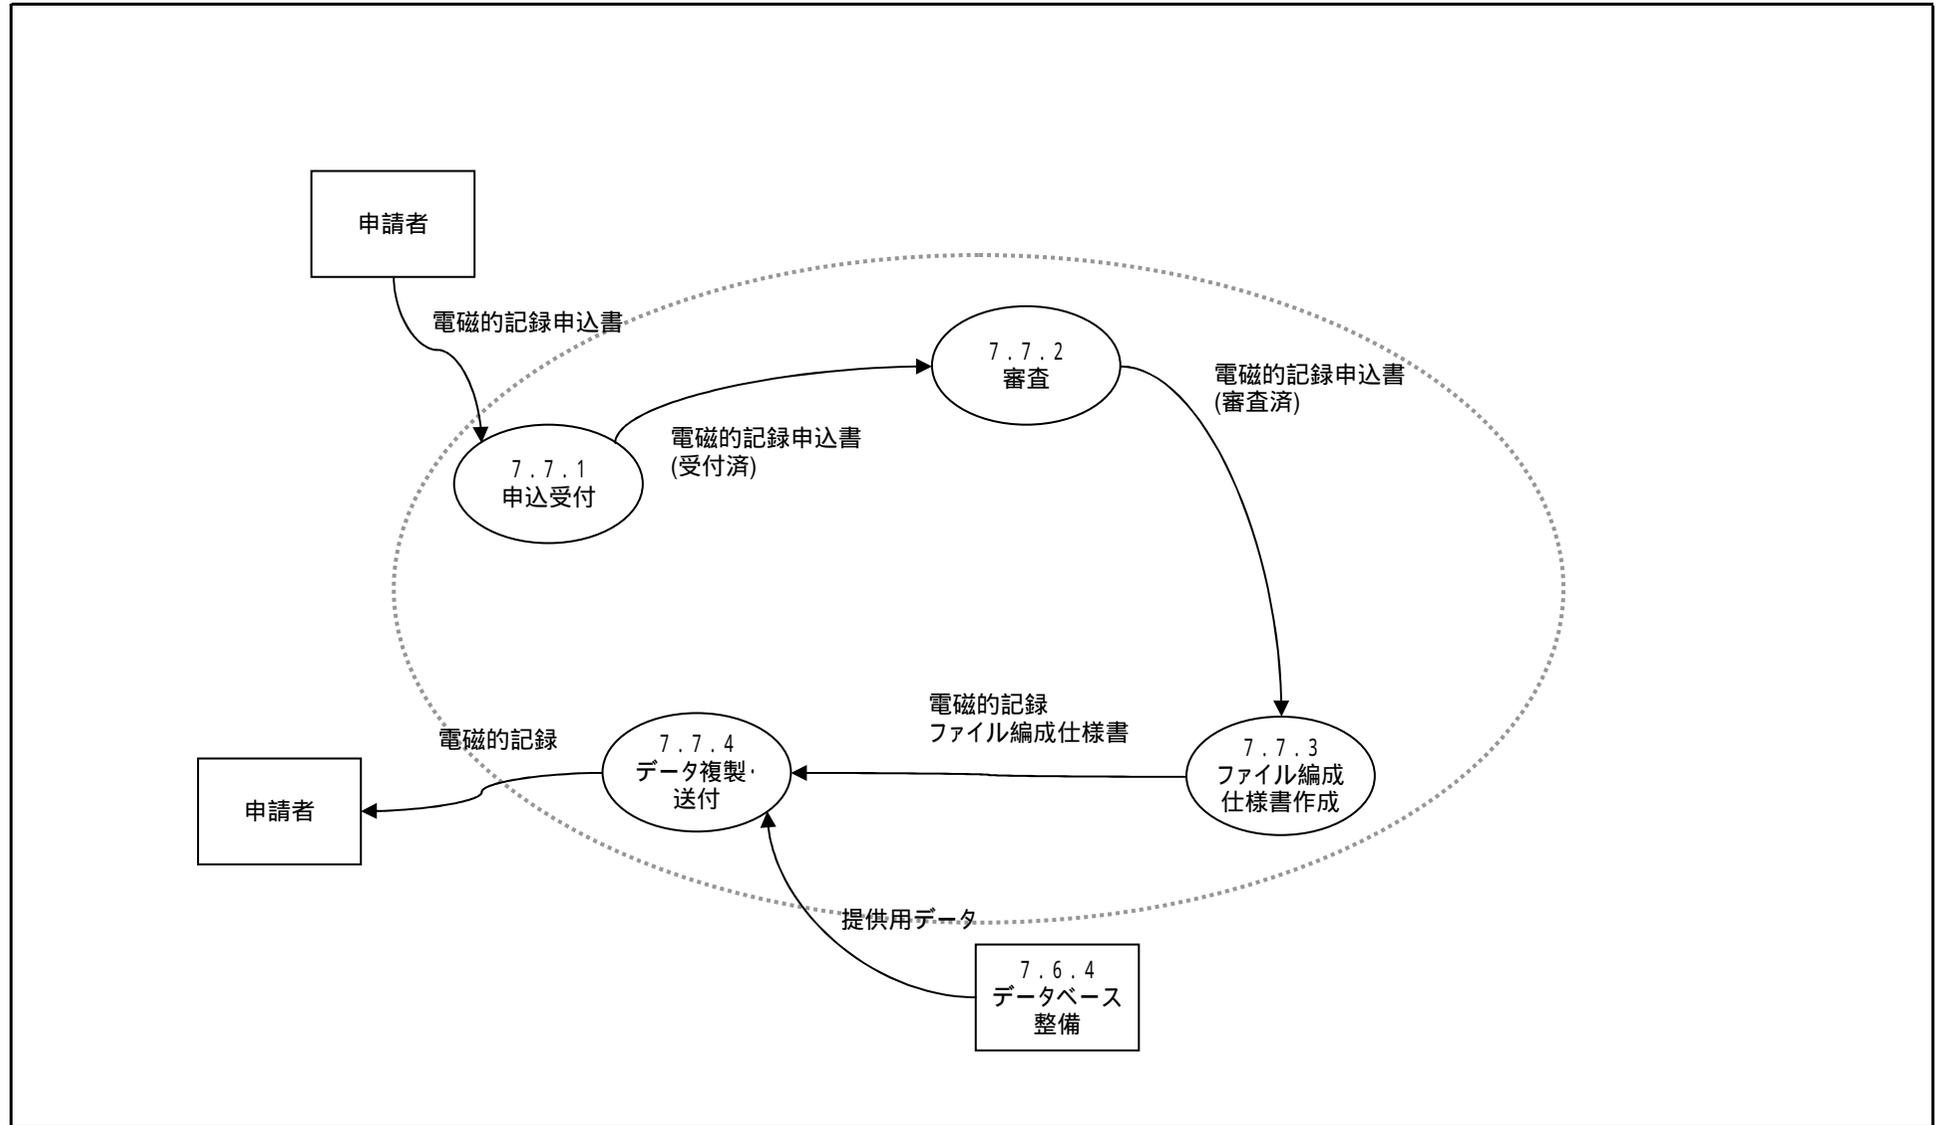 申請者
電磁的記録申込書
7.7.2
審査
電磁的記録申込書
(審査済)
電磁的記録申込書
(受付済)
7.7.1
申込受付
電磁的記録
ファイル編成仕様書
電磁的記録
7.7.4
データ複製・
送付
7.7.3
ファイル編成
仕様書作成
申請者
提供用データ
7.6.4
データベース
整備